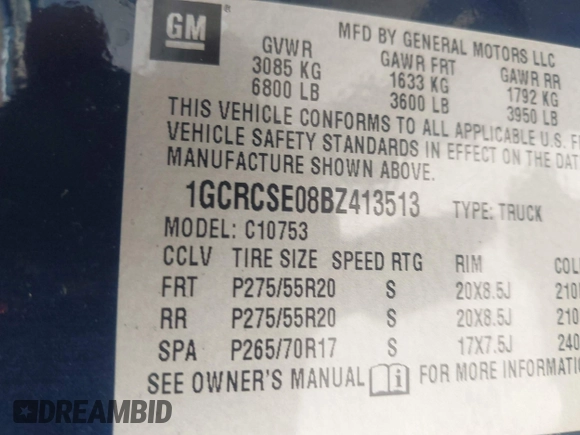 GM
MFD BY GENERAL MOTORS LLC
GVWR GAWR FRT GAWR RR
3085 KG 1633 KG 1792 KG
6800 LB 3600 LB 3950 LB
THIS VEHICLE CONFORMS TO ALL APPLICABLE U.S. F
VEHICLE SAFETY STANDARDS IN EFFECT ON THE DAT
MANUFACTURE SHOWN ABOVE.
1GCRCSE08BZ413513 TYPE: TRUCK
MODEL: C10753
CCLV TIRE SIZE SPEED RTG RIM COL
FRT P275/55R20 S 20X8.5J 210
RR P275/55R20 S 20X8.5J 210
SPA P265/70R17 S 17X7.5J 240
SEE OWNER'S MANUAL FOR MORE INFORMATIO
DREAMBID